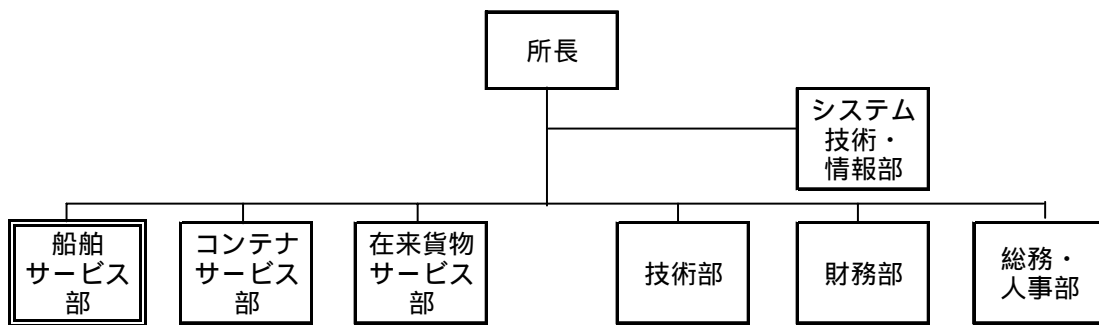 所長
システム
技術・
情報部
船舶
サービス
部
コンテナ
サービス
部
在来貨物
サービス
部
技術部
財務部
総務・
人事部